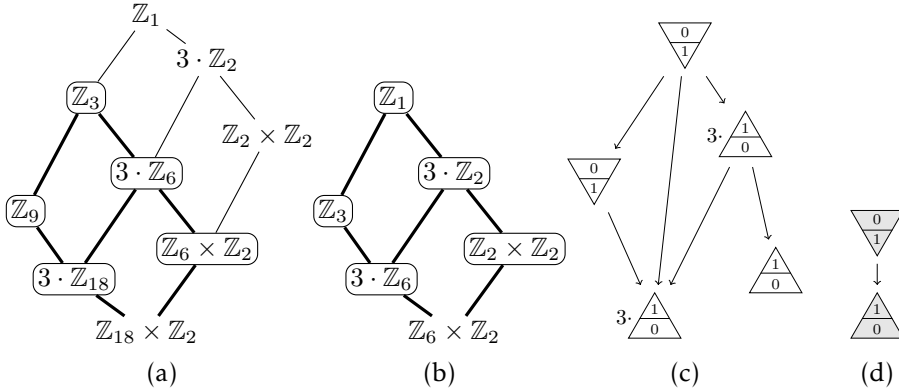 ℤ₁
3 · ℤ₂
ℤ₃
ℤ₂ × ℤ₂
3 · ℤ₆
ℤ₉
ℤ₆ × ℤ₂
3 · ℤ₁₈
ℤ₁₈ × ℤ₂
(a)
ℤ₁
3 · ℤ₂
ℤ₃
ℤ₂ × ℤ₂
3 · ℤ₆
ℤ₆ × ℤ₂
(b)
0
1
3· 1
0
0
1
1
0
3· 1
0
(c)
0
1
1
0
(d)